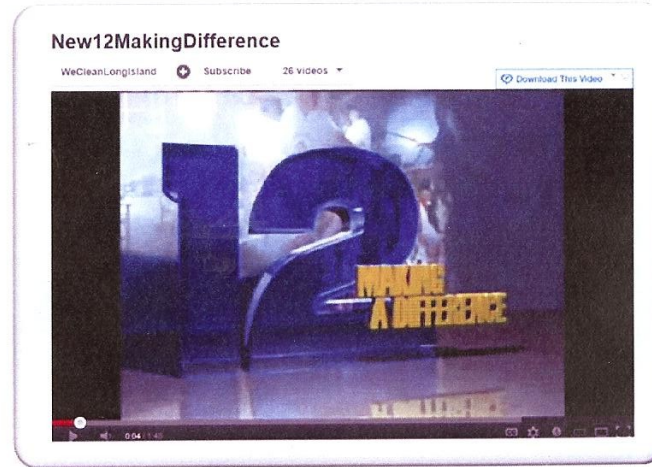 New12MakingDifference
WeCleanLongIsland Subscribe 26 videos
Download This Video
12
MAKING
A DIFFERENCE
0:04 / 1:40